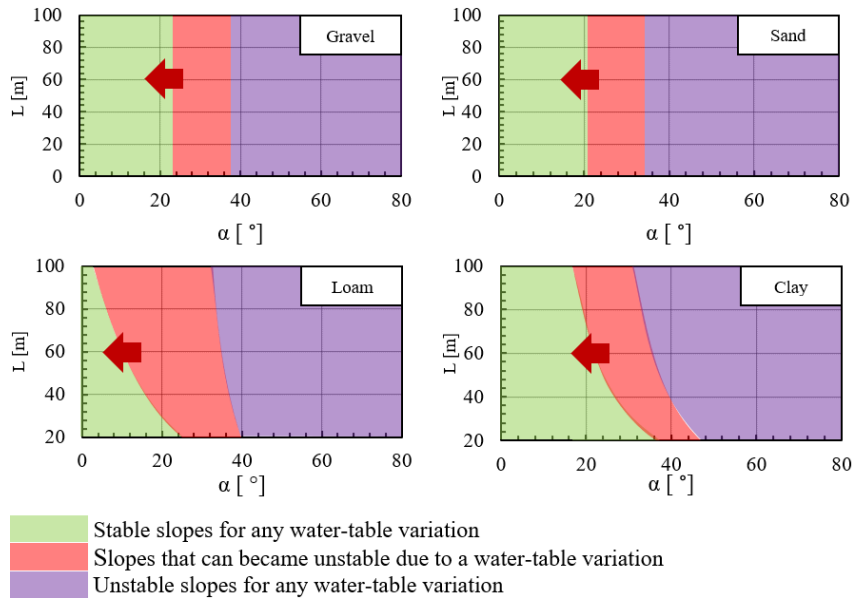 Gravel
L [m]
100
80
60
40
20
0
0 20 40 60 80
α [ °]
Sand
L [m]
100
80
60
40
20
0
0 20 40 60 80
α [ °]
Loam
L [m]
100
80
60
40
20
0 20 40 60 80
α [ °]
Clay
L [m]
100
80
60
40
20
0 20 40 60 80
α [ °]
Stable slopes for any water-table variation
Slopes that can became unstable due to a water-table variation
Unstable slopes for any water-table variation